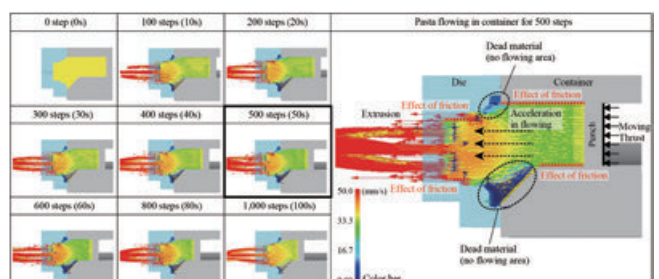 0 step (0s)
100 steps (10s)
200 steps (20s)
Pasta flowing in container for 500 steps
300 steps (30s)
400 steps (40s)
500 steps (50s)
600 steps (60s)
800 steps (80s)
1,000 steps (100s)
Dead material
(no flowing area)
Die
Container
Effect of friction
Effect of friction
Extrusion
Acceleration
in flowing
Punch
Moving
Thrust
Effect of friction
Effect of friction
50.0
(mm/s)
33.3
16.7
Dead material
(no flowing area)
Color bar